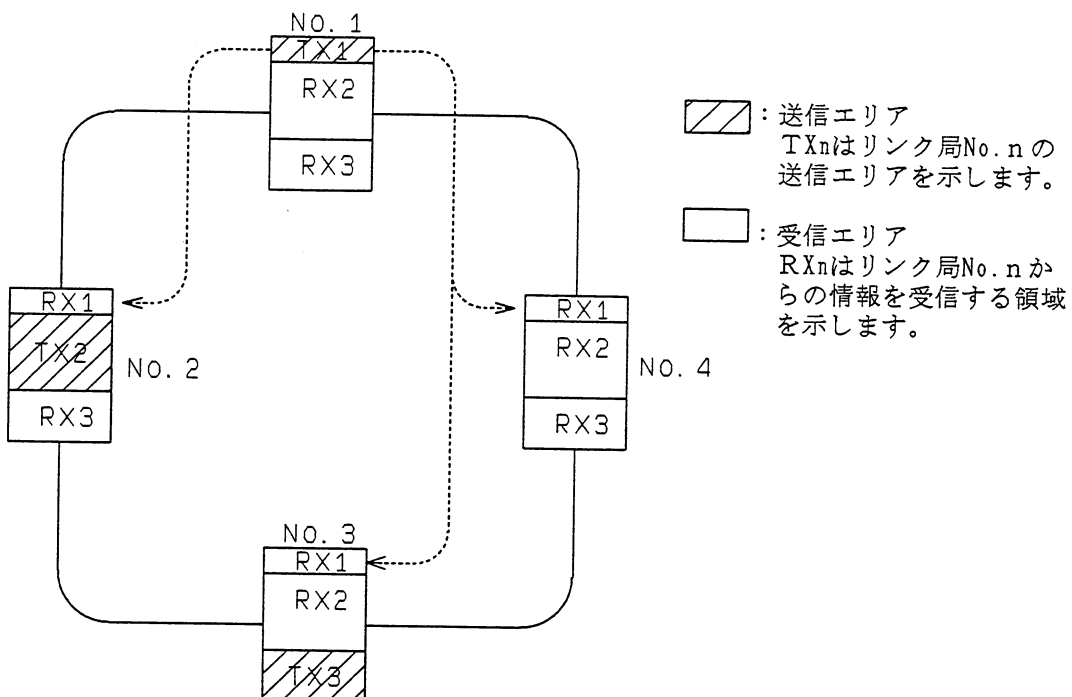 NO. 1
TX1
RX2
RX3
: 送信エリア
TXnはリンク局No. nの
送信エリアを示します。
: 受信エリア
RXnはリンク局No. nか
らの情報を受信する領域
を示します。
RX1
TX2
RX3
NO. 2
RX1
RX2
RX3
NO. 4
NO. 3
RX1
RX2
TX3